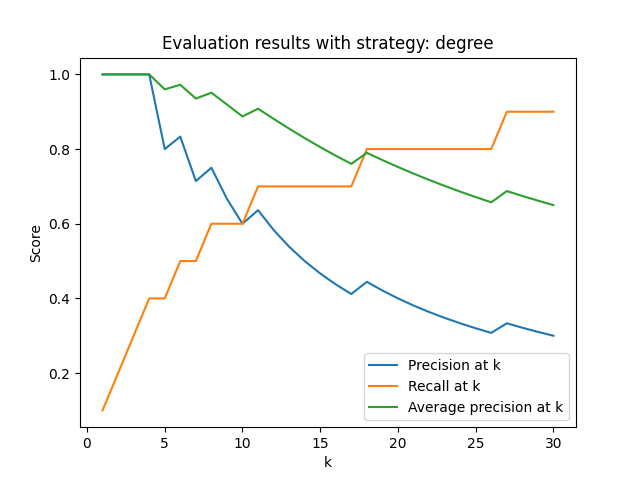 Evaluation results with strategy: degree
1.0
0.8
0.6
0.4
0.2
Score
0
5
10
15
20
25
30
k
Precision at k
Recall at k
Average precision at k